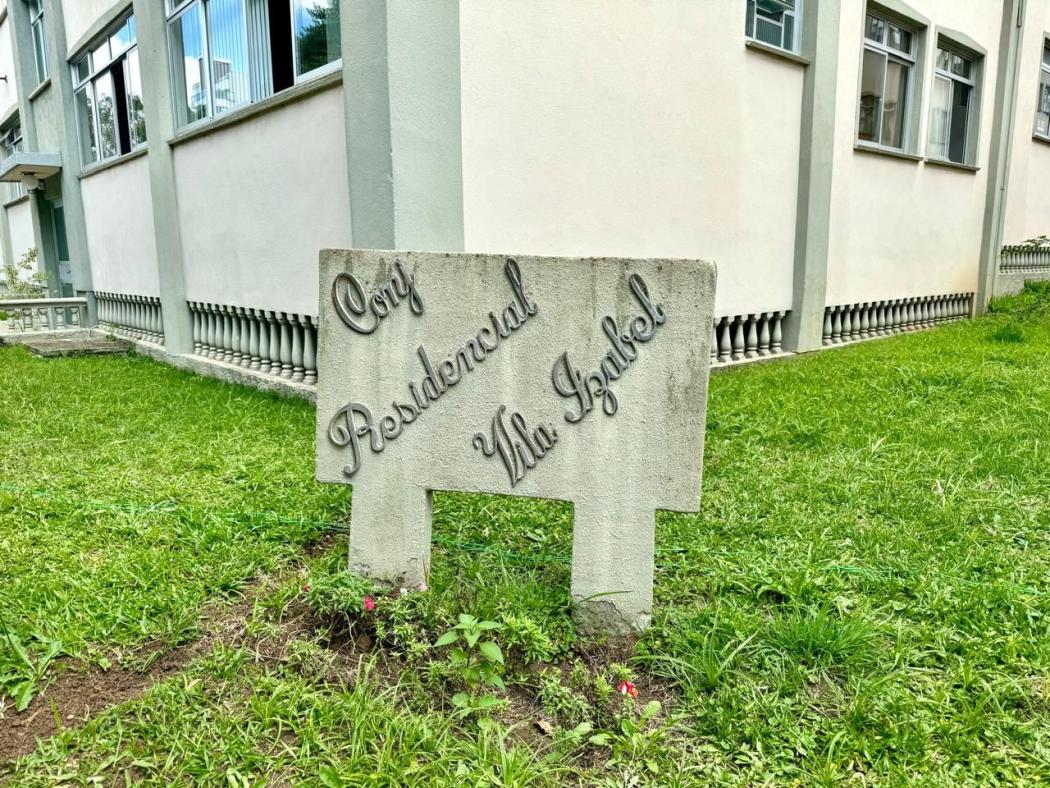 Conj
Residencial
Vila Izabel